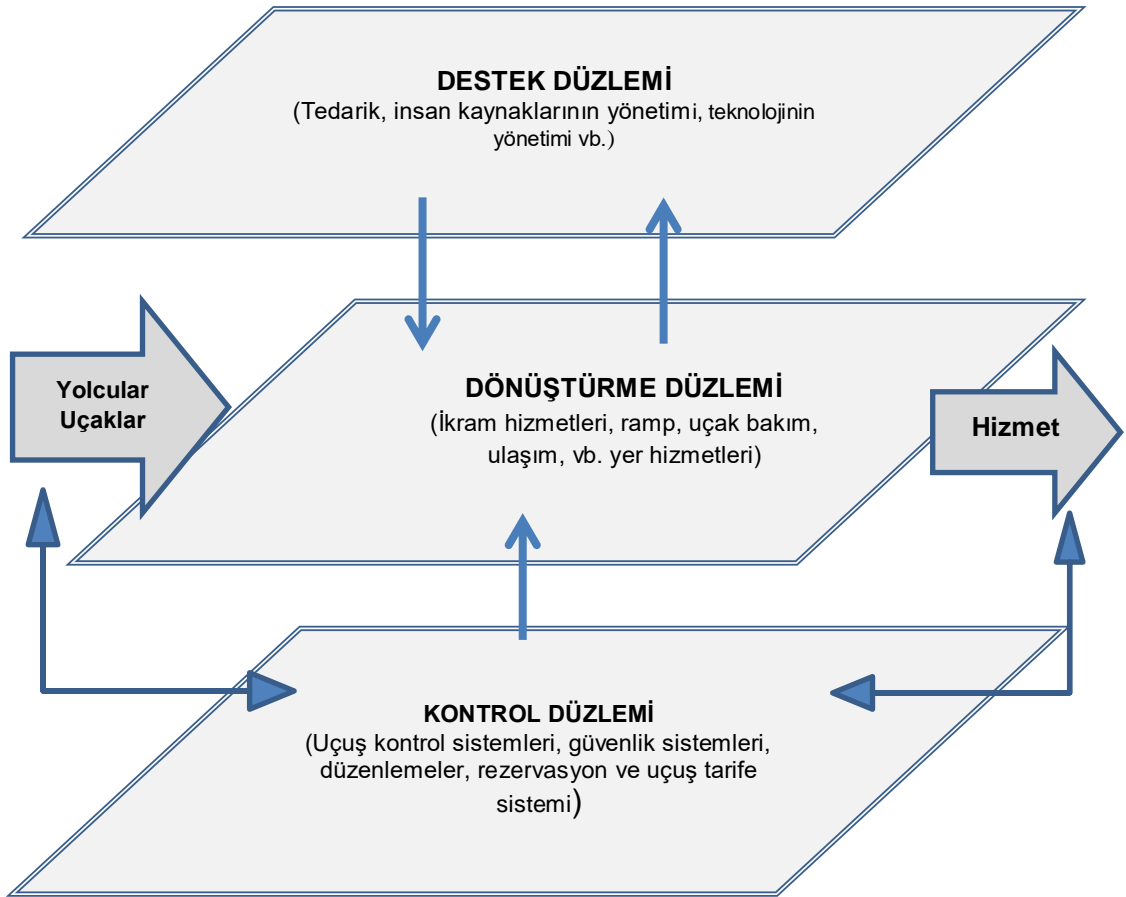 DESTEK DÜZLEMİ
(Tedarik, insan kaynaklarının yönetimi, teknolojinin
yönetimi vb.)
Yolcular
Uçaklar
DÖNÜŞTÜRME DÜZLEMİ
(İkram hizmetleri, ramp, uçak bakım,
ulaşım, vb. yer hizmetleri)
Hizmet
KONTROL DÜZLEMİ
(Uçuş kontrol sistemleri, güvenlik sistemleri,
düzenlemeler, rezervasyon ve uçuş tarife
sistemi)